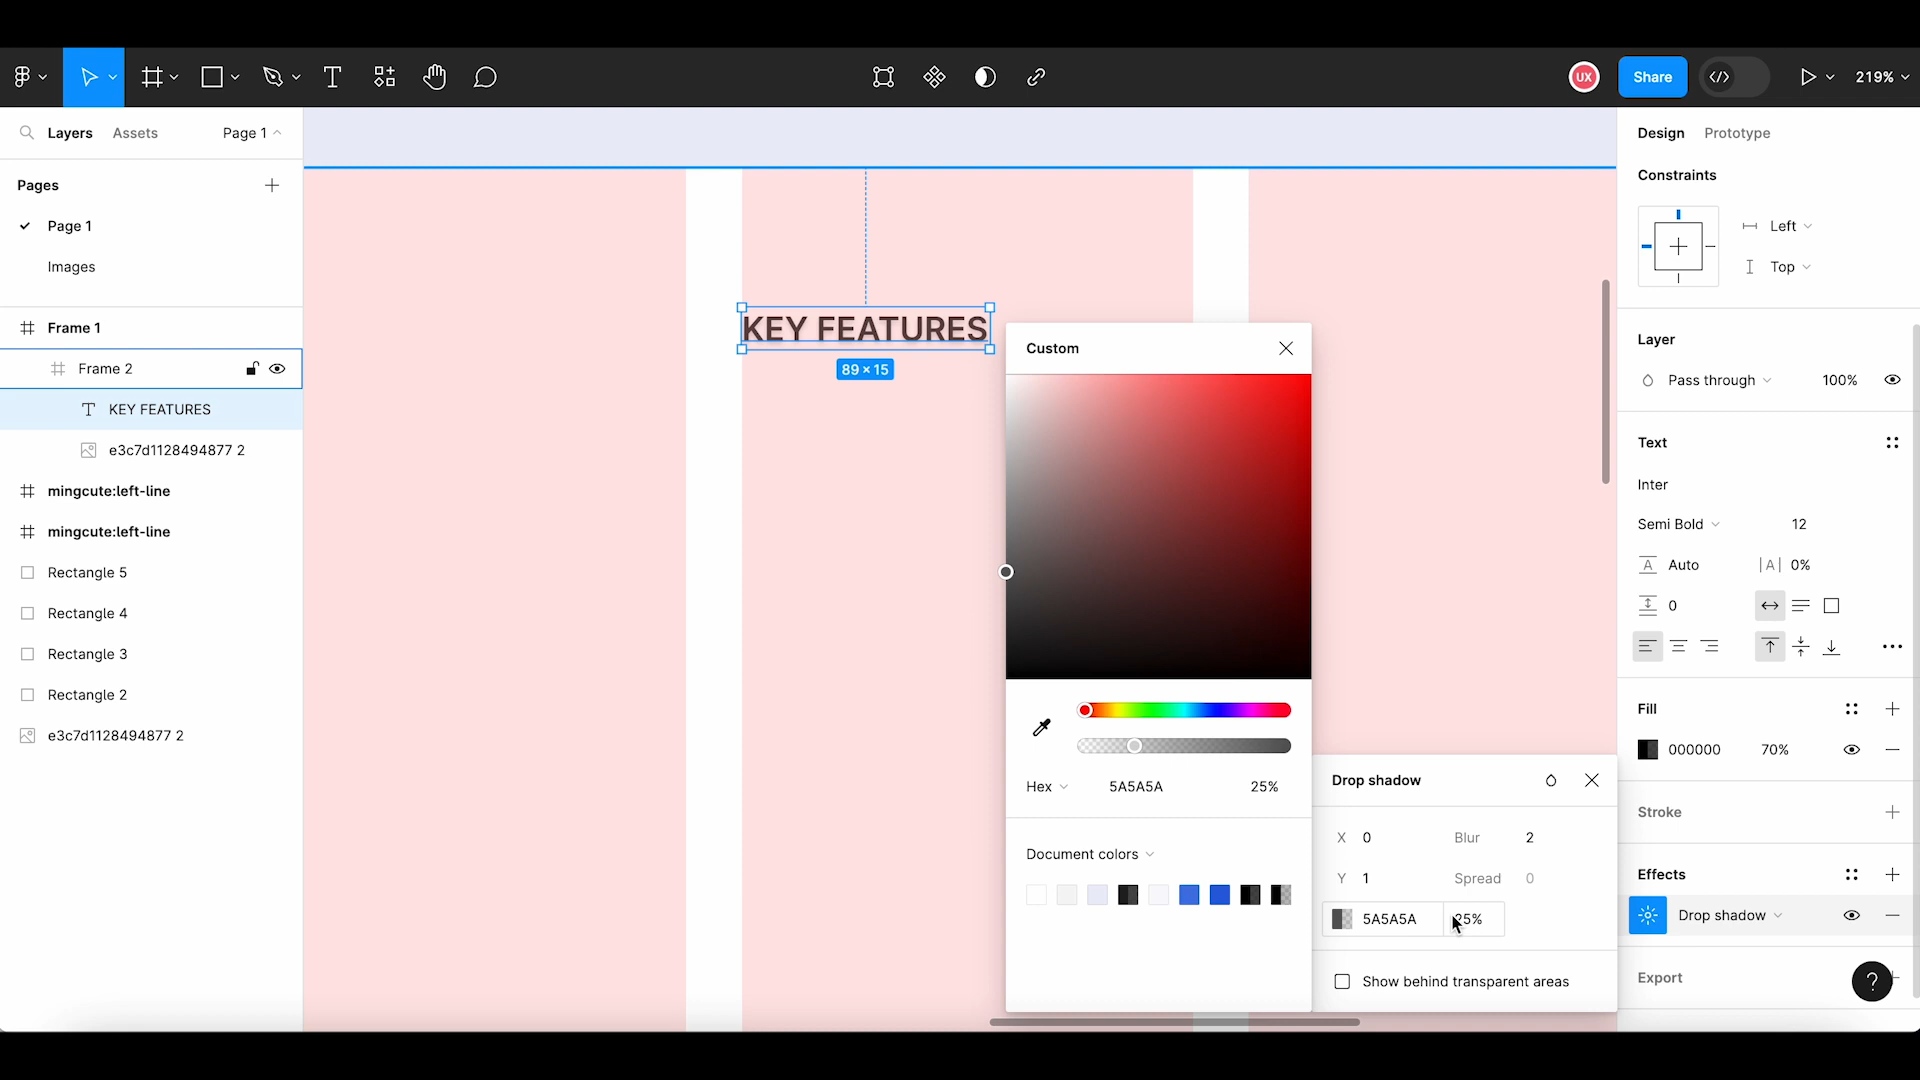 UX
Share
219%
Layers
Assets
Page 1
Pages
Page 1
Images
Frame 1
Frame 2
KEY FEATURES
e3c7d1128494877 2
mingcute:left-line
mingcute:left-line
Rectangle 5
Rectangle 4
Rectangle 3
Rectangle 2
e3c7d1128494877 2
KEY FEATURES
89 × 15
Custom
Hex
5A5A5A
25%
Document colors
Drop shadow
X 0
Blur 2
Y 1
Spread 0
5A5A5A
25%
Show behind transparent areas
Design
Prototype
Constraints
Left
Top
Layer
Pass through
100%
Text
Inter
Semi Bold
12
Auto
0%
0
Fill
000000
70%
Stroke
Effects
Drop shadow
Export
?